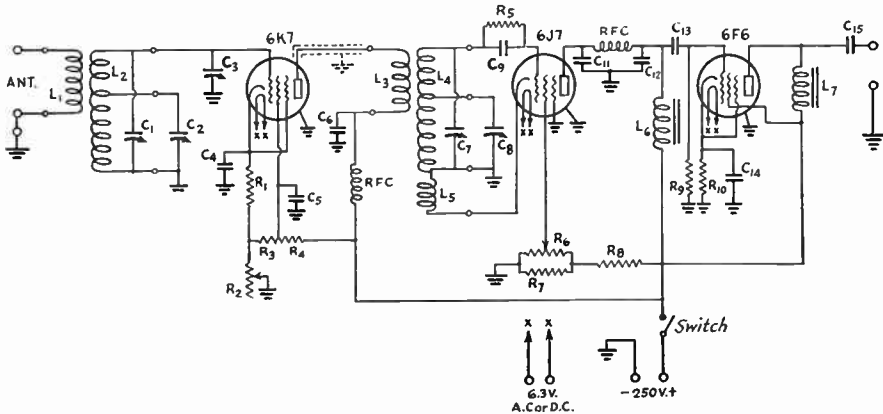 6K7
R5
6J7
6F6
C13
C15
RFC
C9
C11
C12
ANT.
L1
L2
C3
L3
L4
L6
L7
C1
C2
x x
C6
C7
C8
x x
x x
C4
R1
C5
RFC
L5
R9
R10
C14
R3
R4
R6
R7
R8
R2
x x
Switch
6.3V.
A.C or D.C.
- 250V. +